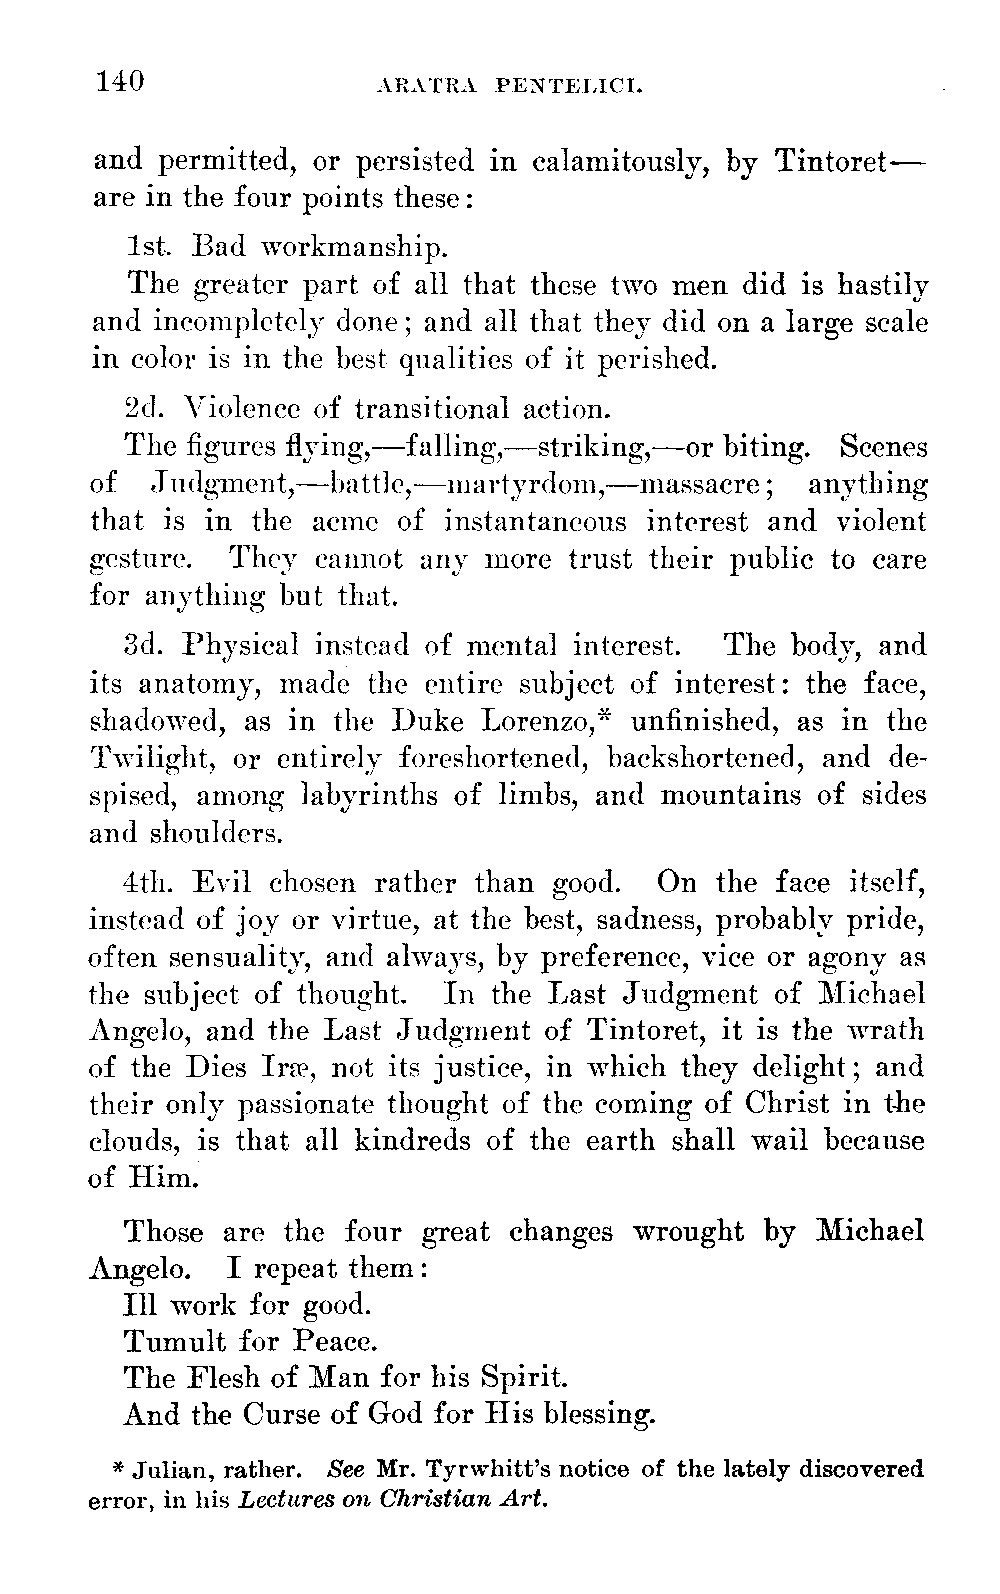 140 ARATRA PENTELICI.
and permitted, or persisted in calamitously, by Tintoret—
are in the four points these:
1st. Bad workmanship.
The greater part of all that these two men did is hastily
and incompletely done; and all that they did on a large scale
in color is in the best qualities of it perished.
2d. Violence of transitional action.
The figures flying,—falling,—striking,—or biting. Scenes
of Judgment,—battle,—martyrdom,—massacre; anything
that is in the acme of instantaneous interest and violent
gesture. They cannot any more trust their public to care
for anything but that.
3d. Physical instead of mental interest. The body, and
its anatomy, made the entire subject of interest: the face,
shadowed, as in the Duke Lorenzo,* unfinished, as in the
Twilight, or entirely foreshortened, backshortened, and de-
spised, among labyrinths of limbs, and mountains of sides
and shoulders.
4th. Evil chosen rather than good. On the face itself,
instead of joy or virtue, at the best, sadness, probably pride,
often sensuality, and always, by preference, vice or agony as
the subject of thought. In the Last Judgment of Michael
Angelo, and the Last Judgment of Tintoret, it is the wrath
of the Dies Iræ, not its justice, in which they delight; and
their only passionate thought of the coming of Christ in the
clouds, is that all kindreds of the earth shall wail because
of Him.
Those are the four great changes wrought by Michael
Angelo. I repeat them:
Ill work for good.
Tumult for Peace.
The Flesh of Man for his Spirit.
And the Curse of God for His blessing.
* Julian, rather. See Mr. Tyrwhitt's notice of the lately discovered
error, in his Lectures on Christian Art.